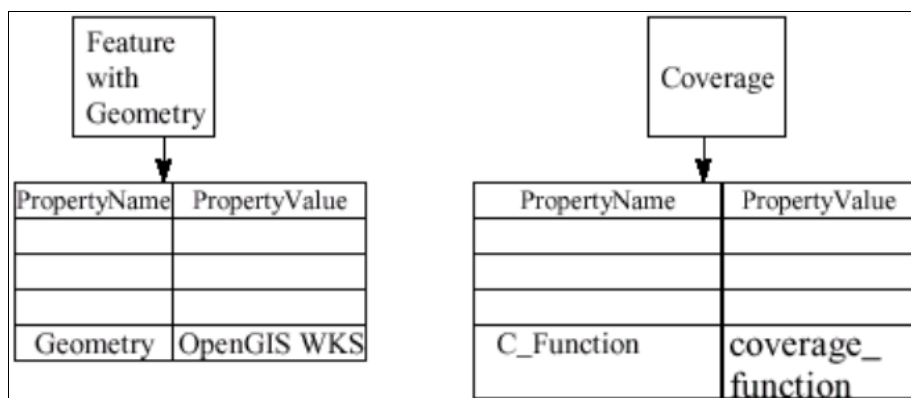 Feature
with
Geometry
PropertyName PropertyValue
Geometry OpenGIS WKS
Coverage
PropertyName PropertyValue
C_Function coverage_
function